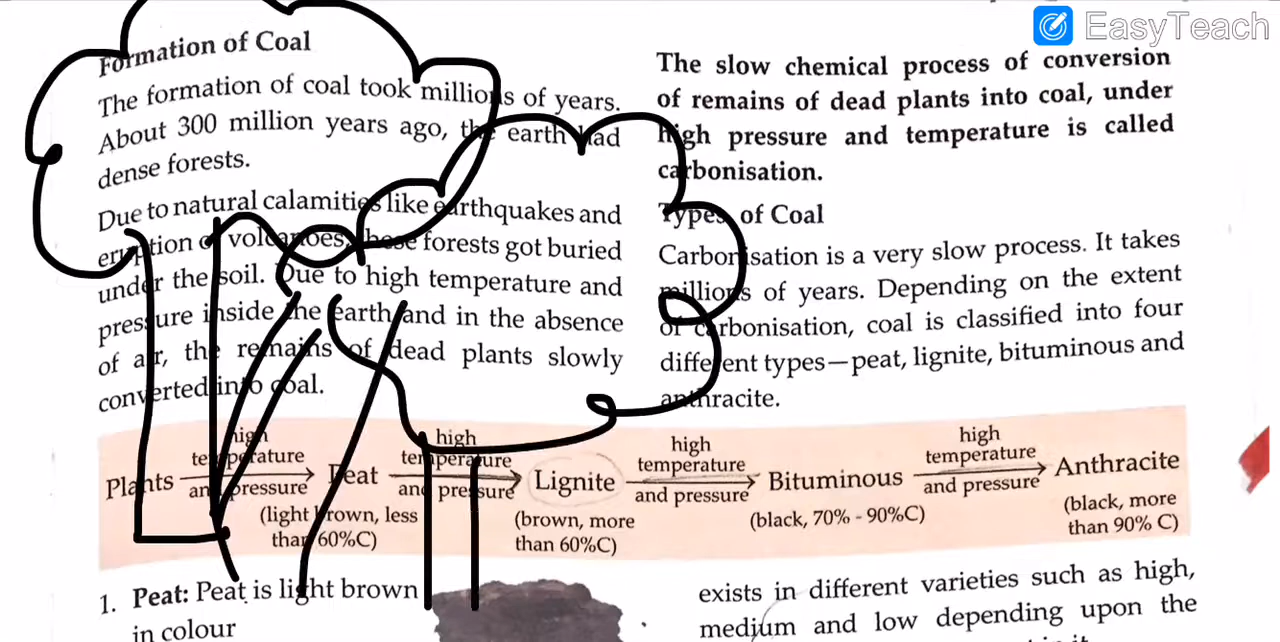 EasyTeach
Formation of Coal
The formation of coal took millions of years.
About 300 million years ago, the earth had
dense forests.
Due to natural calamities like earthquakes and
eruption of volcanoes, these forests got buried
under the soil. Due to high temperature and
pressure inside the earth and in the absence
of air, the remains of dead plants slowly
converted into coal.
The slow chemical process of conversion
of remains of dead plants into coal, under
high pressure and temperature is called
carbonisation.
Types of Coal
Carbonisation is a very slow process. It takes
millions of years. Depending on the extent
of carbonisation, coal is classified into four
different types—peat, lignite, bituminous and
anthracite.
Plants high temperature and pressure Peat high temperature and pressure Lignite high temperature and pressure Bituminous high temperature and pressure Anthracite
(light brown, less
than 60%C)
(brown, more
than 60%C)
(black, 70% - 90%C)
(black, more
than 90% C)
1. Peat: Peat is light brown
in colour
exists in different varieties such as high,
medium and low depending upon the